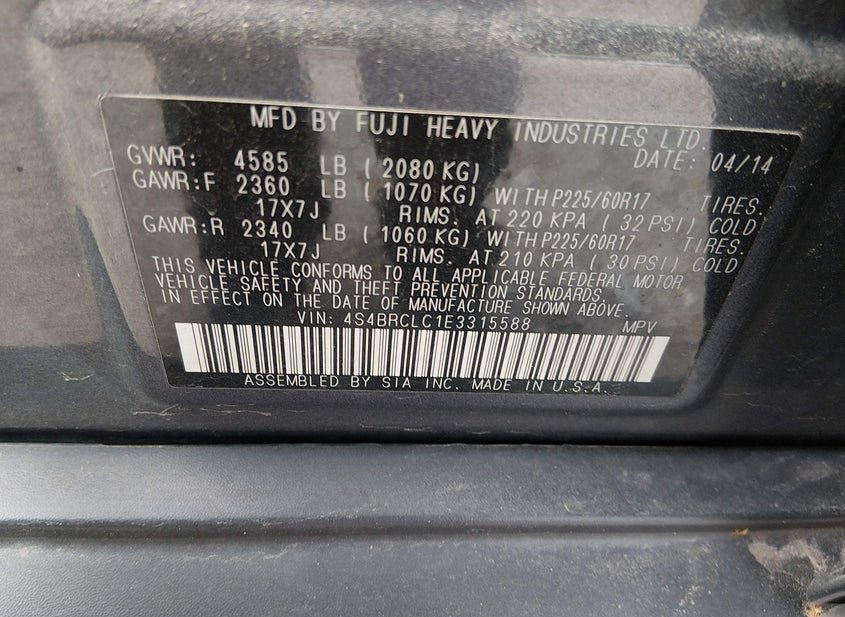 MFD BY FUJI HEAVY INDUSTRIES LTD.
DATE: 04/14
GVWR: 4585 LB ( 2080 KG)
GAWR:F 2360 LB ( 1070 KG) WITH P225/60R17 TIRES.
17X7J RIMS. AT 220 KPA ( 32 PSI) COLD
GAWR:R 2340 LB ( 1060 KG) WITH P225/60R17 TIRES.
17X7J RIMS. AT 210 KPA ( 30 PSI) COLD
THIS VEHICLE CONFORMS TO ALL APPLICABLE FEDERAL MOTOR
VEHICLE SAFETY AND THEFT PREVENTION STANDARDS
IN EFFECT ON THE DATE OF MANUFACTURE SHOWN ABOVE.
VIN: 4S4BRCLC1E3315588 MPV
ASSEMBLED BY SIA INC. MADE IN U.S.A.